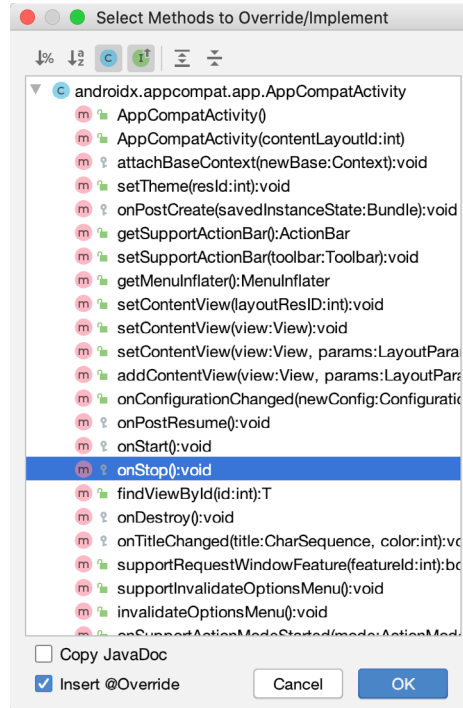 Select Methods to Override/Implement
androidx.appcompat.app.AppCompatActivity
AppCompatActivity()
AppCompatActivity(contentLayoutId:int)
attachBaseContext(newBase:Context):void
setTheme(resId:int):void
onPostCreate(savedInstanceState:Bundle):void
getSupportActionBar():ActionBar
setSupportActionBar(toolbar:Toolbar):void
getMenuInflater():MenuInflater
setContentView(layoutResID:int):void
setContentView(view:View):void
setContentView(view:View, params:LayoutPara
addContentView(view:View, params:LayoutPara
onConfigurationChanged(newConfig:Configuratio
onPostResume():void
onStart():void
onStop():void
findViewById(id:int):T
onDestroy():void
onTitleChanged(title:CharSequence, color:int):vo
supportRequestWindowFeature(featureId:int):bo
supportInvalidateOptionsMenu():void
invalidateOptionsMenu():void
onSupportActionModeStarted(mode:ActionMode
Copy JavaDoc
Insert @Override
Cancel
OK